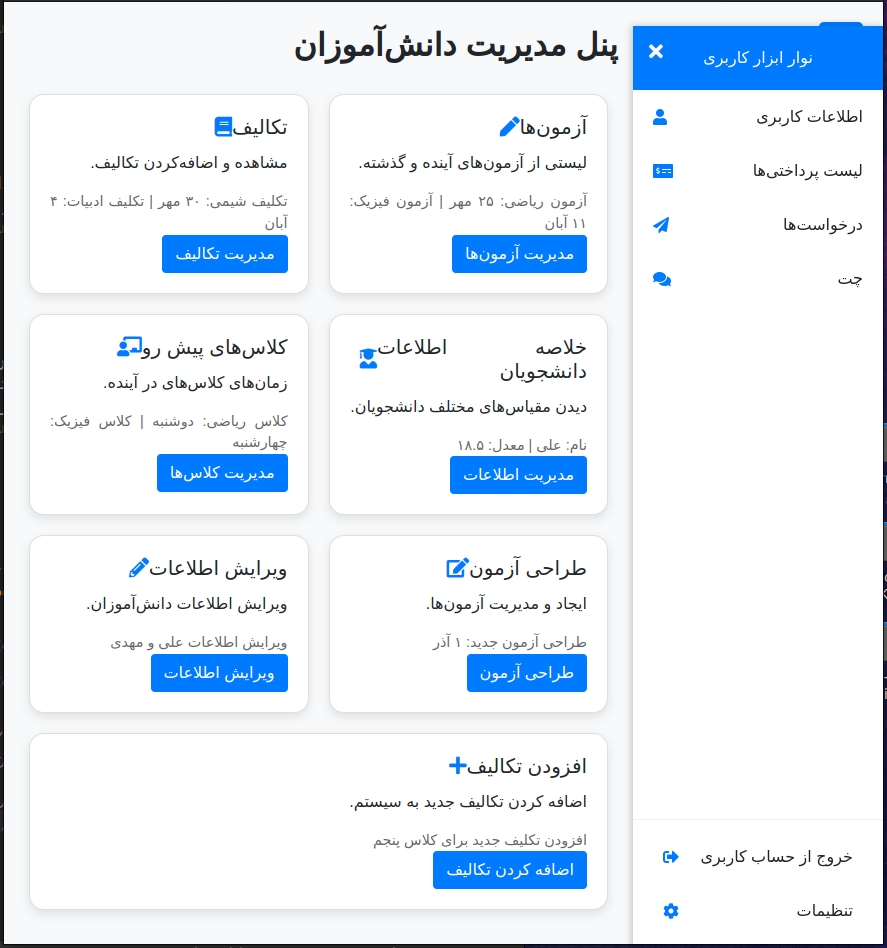 نوار ابزار کاربری
اطلاعات کاربری
لیست پرداختی‌ها
درخواست‌ها
چت
خروج از حساب کاربری
تنظیمات
پنل مدیریت دانش‌آموزان
آزمون‌ها
لیستی از آزمون‌های آینده و گذشته.
آزمون ریاضی: ۲۵ مهر | آزمون فیزیک:
۱۱ آبان
مدیریت آزمون‌ها
تکالیف
مشاهده و اضافه‌کردن تکالیف.
تکلیف شیمی: ۳۰ مهر | تکلیف ادبیات: ۴
آبان
مدیریت تکالیف
خلاصه اطلاعات
دانشجویان
دیدن مقیاس‌های مختلف دانشجویان.
نام: علی | معدل: ۱۸.۵
مدیریت اطلاعات
کلاس‌های پیش رو
زمان‌های کلاس‌های در آینده.
کلاس ریاضی: دوشنبه | کلاس فیزیک:
چهارشنبه
مدیریت کلاس‌ها
طراحی آزمون
ایجاد و مدیریت آزمون‌ها.
طراحی آزمون جدید: ۱ آذر
طراحی آزمون
ویرایش اطلاعات
ویرایش اطلاعات دانش‌آموزان.
ویرایش اطلاعات علی و مهدی
ویرایش اطلاعات
افزودن تکالیف
اضافه کردن تکالیف جدید به سیستم.
افزودن تکلیف جدید برای کلاس پنجم
اضافه کردن تکالیف